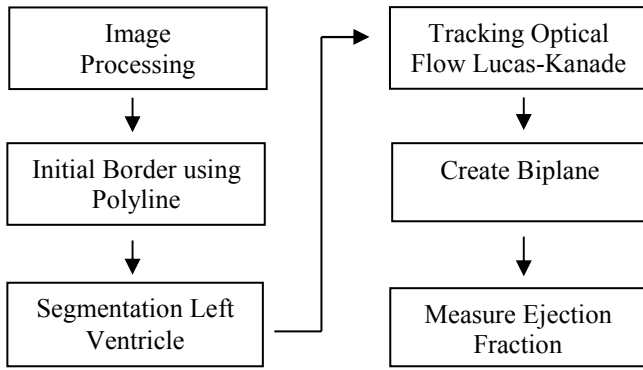 Image
Processing
Initial Border using
Polyline
Segmentation Left
Ventricle
Tracking Optical
Flow Lucas-Kanade
Create Biplane
Measure Ejection
Fraction